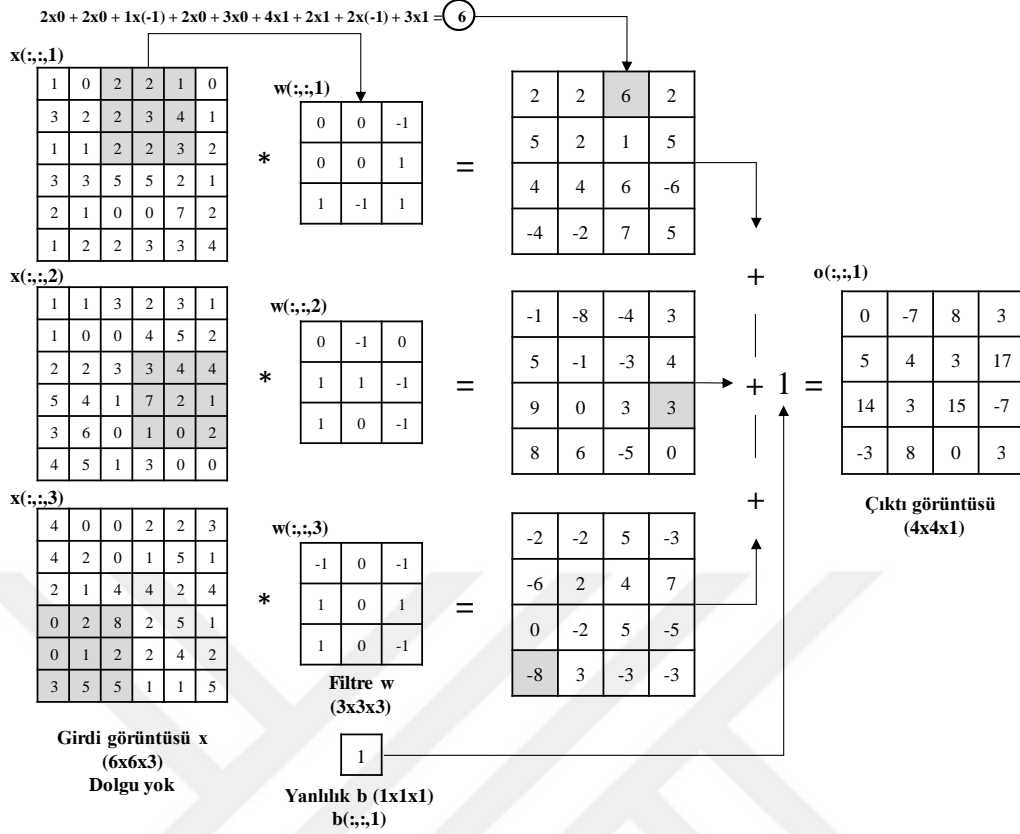 2x0 + 2x0 + 1x(-1) + 2x0 + 3x0 + 4x1 + 2x1 + 2x(-1) + 3x1 = 6
x(:,:,1)
1 0 2 2 1 0
3 2 2 3 4 1
1 1 2 2 3 2
3 3 5 5 2 1
2 1 0 0 7 2
1 2 2 3 3 4
*
w(:,:,1)
0 0 -1
0 0 1
1 -1 1
=
2 2 6 2
5 2 1 5
4 4 6 -6
-4 -2 7 5
+
x(:,:,2)
1 1 3 2 3 1
1 0 0 4 5 2
2 2 3 3 4 4
5 4 1 7 2 1
3 6 0 1 0 2
4 5 1 3 0 0
*
w(:,:,2)
0 -1 0
1 1 -1
1 0 -1
=
-1 -8 -4 3
5 -1 -3 4
9 0 3 3
8 6 -5 0
+ 1 =
o(:,:,1)
0 -7 8 3
5 4 3 17
14 3 15 -7
-3 8 0 3
Çıktı görüntüsü
(4x4x1)
+
x(:,:,3)
4 0 0 2 2 3
4 2 0 1 5 1
2 1 4 4 2 4
0 2 8 2 5 1
0 1 2 2 4 2
3 5 5 1 1 5
*
w(:,:,3)
-1 0 -1
1 0 1
1 0 -1
=
-2 -2 5 -3
-6 2 4 7
0 -2 5 -5
-8 3 -3 -3
Filtre w
(3x3x3)
Girdi görüntüsü x
(6x6x3)
Dolgu yok
1
Yanlılık b (1x1x1)
b(:,:,1)